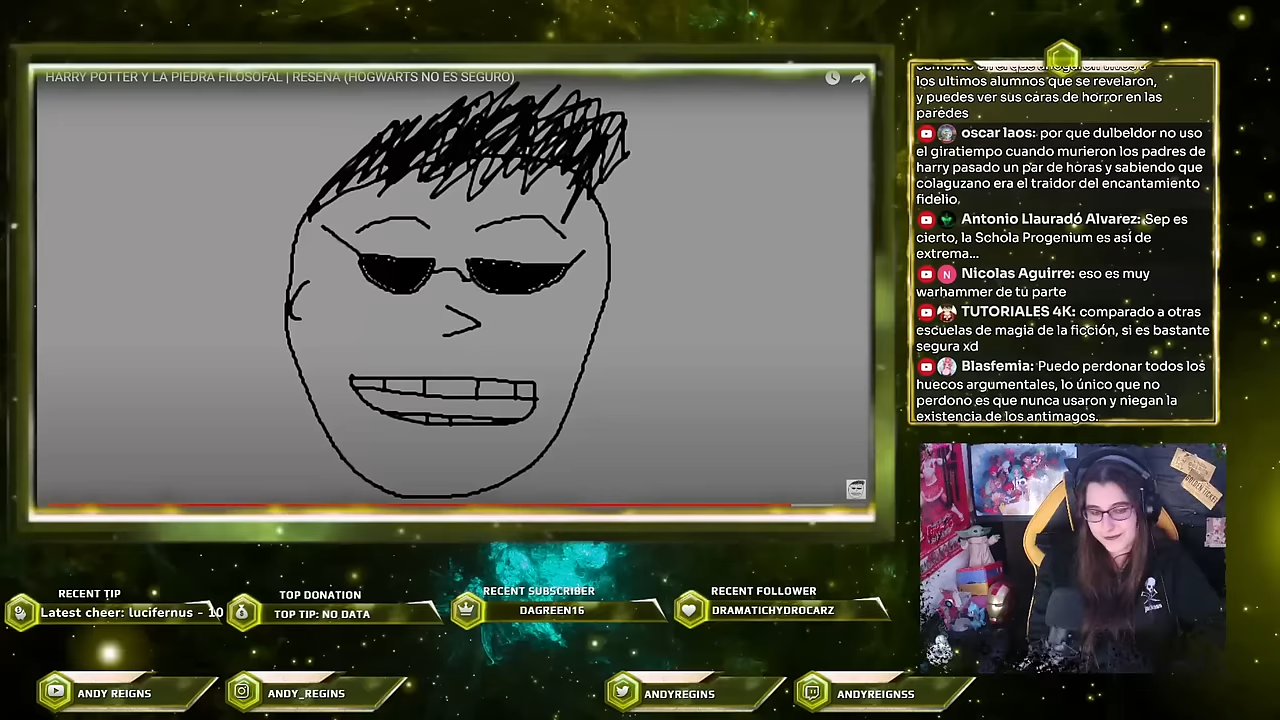 HARRY POTTER Y LA PIEDRA FILOSOFAL | RESEÑA (HOGWARTS NO ES SEGURO)
los ultimos alumnos que se revelaron,
y puedes ver sus caras de horror en las
paredes
oscar laos: por que dulbeldor no uso
el giratiempo cuando murieron los padres de
harry pasado un par de horas y sabiendo que
colaguzano era el traidor del encantamiento
fidelio,
Antonio Llauradó Alvarez: Sep es
cierto, la Schola Progenium es así de
extrema...
N Nicolas Aguirre: eso es muy
warhammer de tu parte
TUTORIALES 4K: comparado a otras
escuelas de magia de la ficción, si es bastante
segura xd
Blasfemia: Puedo perdonar todos los
huecos argumentales, lo único que no
perdono es que nunca usaron y niegan la
existencia de los antimagos.
RECENT TIP
Latest cheer: lucifernus - 10
TOP DONATION
TOP TIP: NO DATA
RECENT SUBSCRIBER
DAGREEN16
RECENT FOLLOWER
DRAMATICHYDROCARZ
ANDY REIGNS
ANDY_REGINS
ANDYREGINS
ANDYREIGNSS